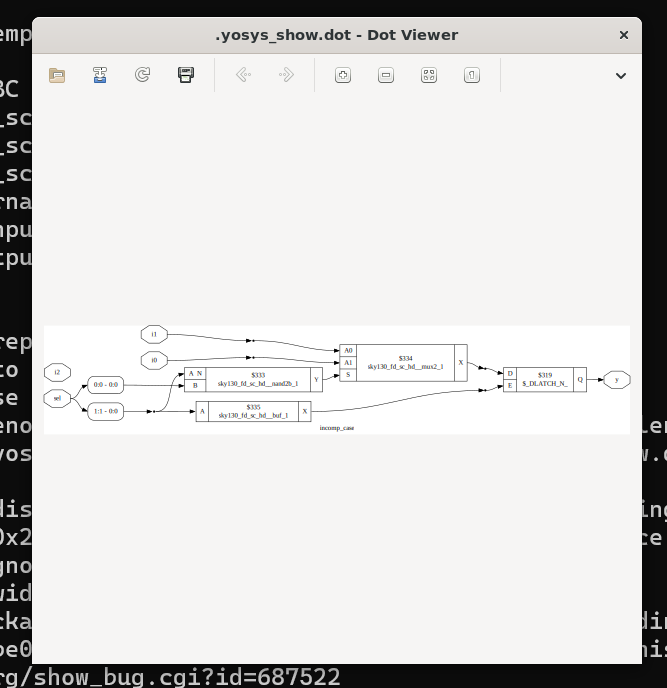 .yosys_show.dot - Dot Viewer
×
emp
BC
_sc
_sc
_sc
rna
npu
tpu
i1
i0
i2
sel
0:0 - 0:0
1:1 - 0:0
A_N
B
$333
sky130_fd_sc_hd__nand2b_1
Y
A
$335
sky130_fd_sc_hd__buf_1
X
A0
A1
S
$334
sky130_fd_sc_hd__mux2_1
X
D
E
$319
$_DLATCH_N_
Q
y
incomp_case
rep
to
se
eno
len
yos
w.d
dis
ing
0x2
ce
gno
wid
cka
din
be0
nis
rg/show_bug.cgi?id=687522